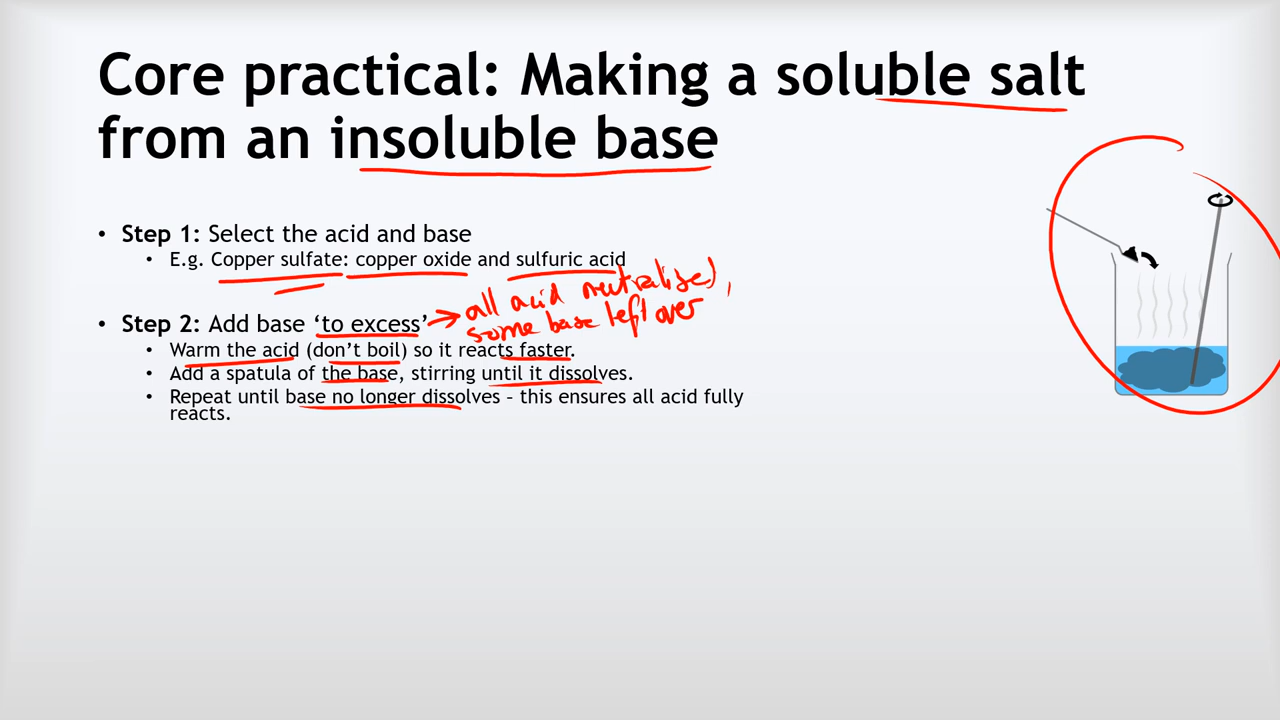 Core practical: Making a soluble salt
from an insoluble base
• Step 1: Select the acid and base
• E.g. Copper sulfate: copper oxide and sulfuric acid
• Step 2: Add base ‘to excess’
→ all acid neutralised,
some base left over
• Warm the acid (don’t boil) so it reacts faster.
• Add a spatula of the base, stirring until it dissolves.
• Repeat until base no longer dissolves – this ensures all acid fully
reacts.